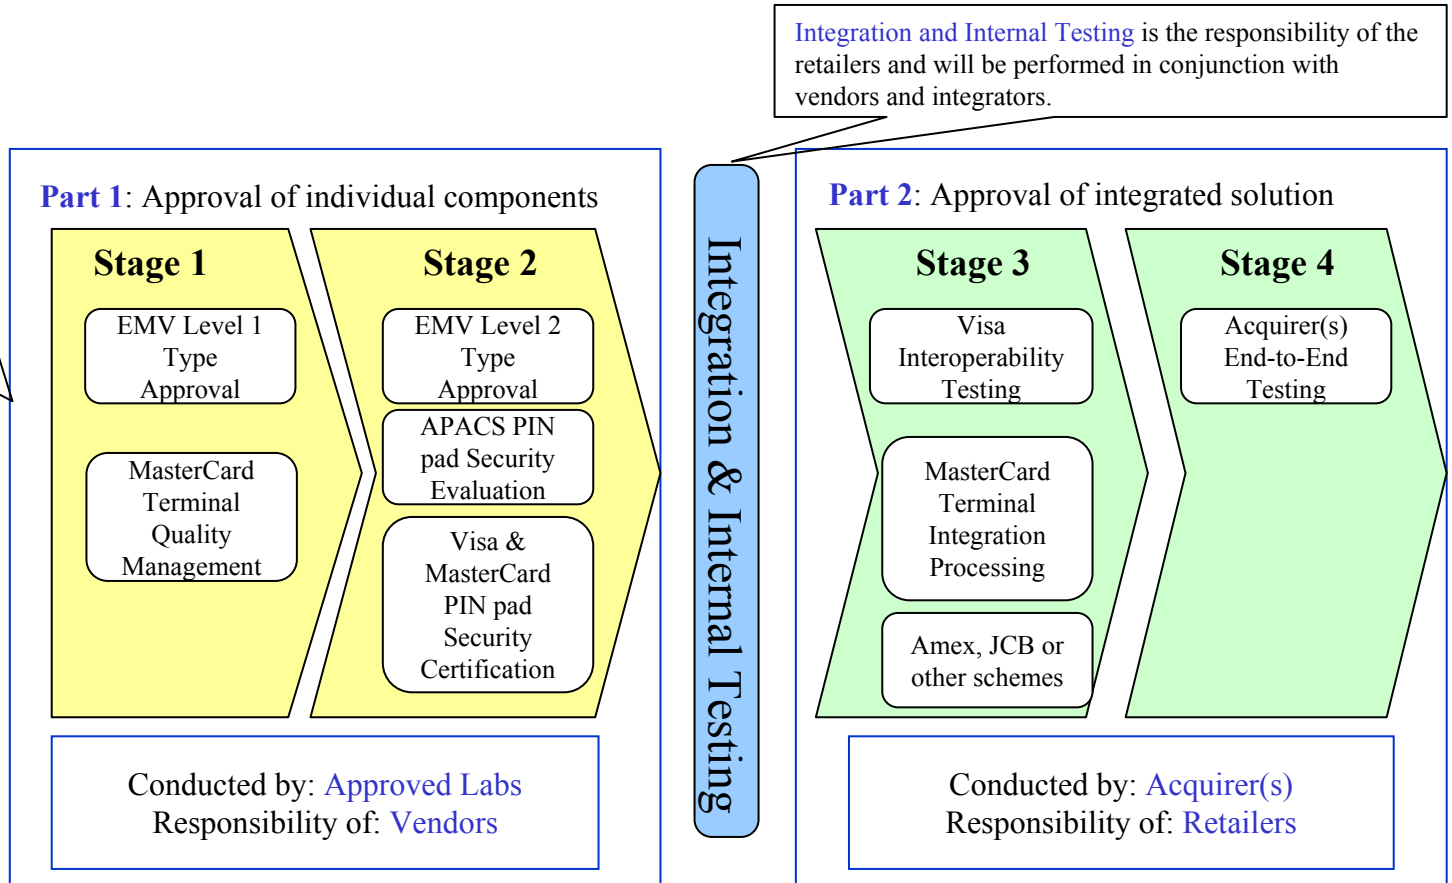 Integration and Internal Testing is the responsibility of the
retailers and will be performed in conjunction with
vendors and integrators.
Part 1: Approval of individual components
Stage 1
EMV Level 1
Type
Approval
MasterCard
Terminal
Quality
Management
Stage 2
EMV Level 2
Type
Approval
APACS PIN
pad Security
Evaluation
Visa &
MasterCard
PIN pad
Security
Certification
Conducted by: Approved Labs
Responsibility of: Vendors
Integration & Internal Testing
Part 2: Approval of integrated solution
Stage 3
Visa
Interoperability
Testing
MasterCard
Terminal
Integration
Processing
Amex, JCB or
other schemes
Stage 4
Acquirer(s)
End-to-End
Testing
Conducted by: Acquirer(s)
Responsibility of: Retailers